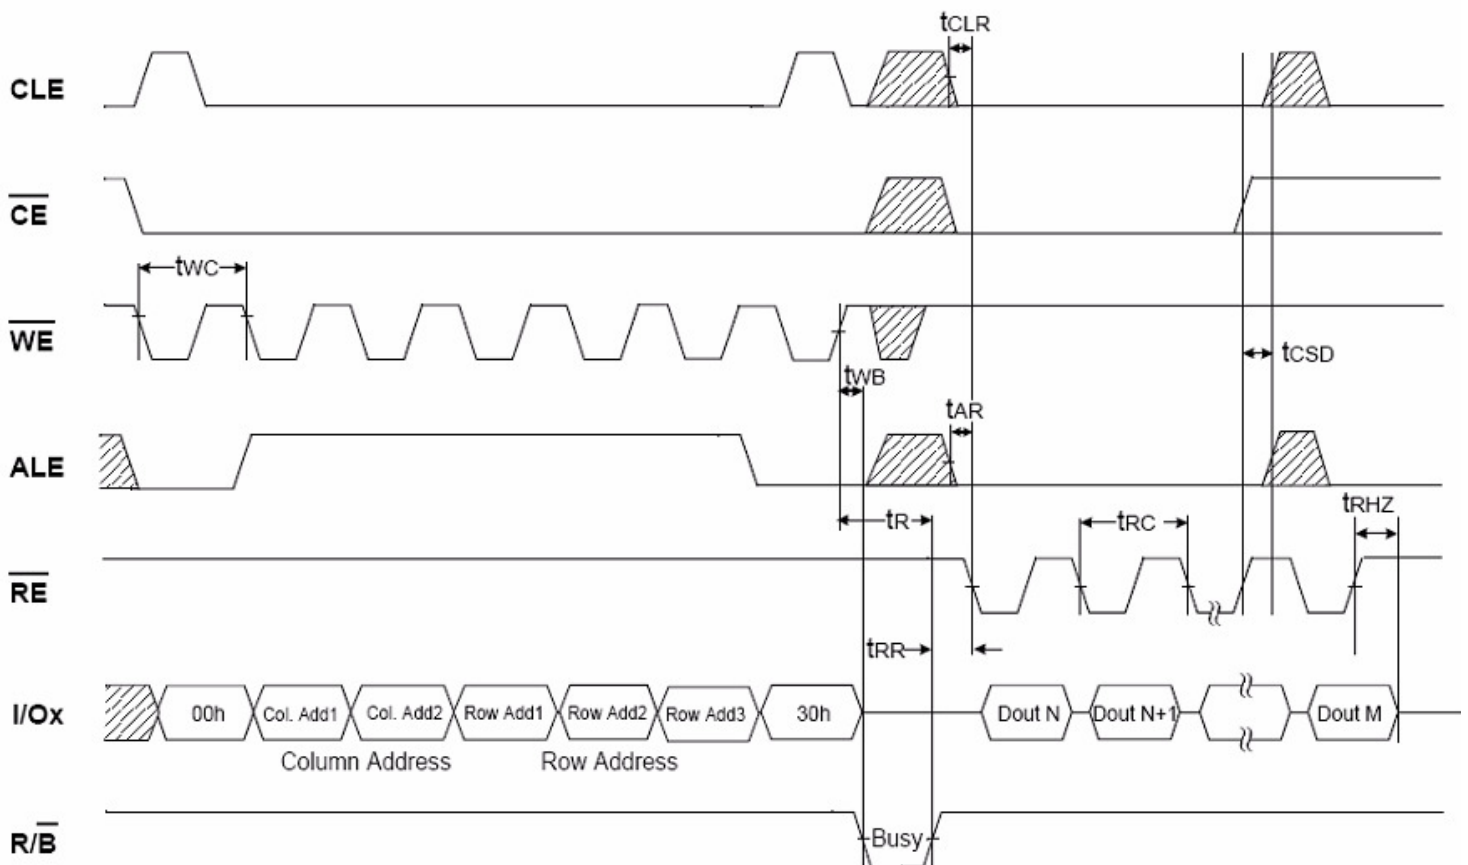 tCLR
CLE
CE
tWC
WE
tWB
tCSD
tAR
ALE
tR
tRC
tRHZ
RE
tRR
I/Ox
00h Col. Add1 Col. Add2 Row Add1 Row Add2 Row Add3 30h Dout N Dout N+1 Dout M
Column Address Row Address
R/B
Busy